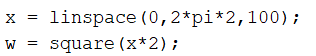 x = linspace(0,2*pi*2,100);
w = square(x*2);